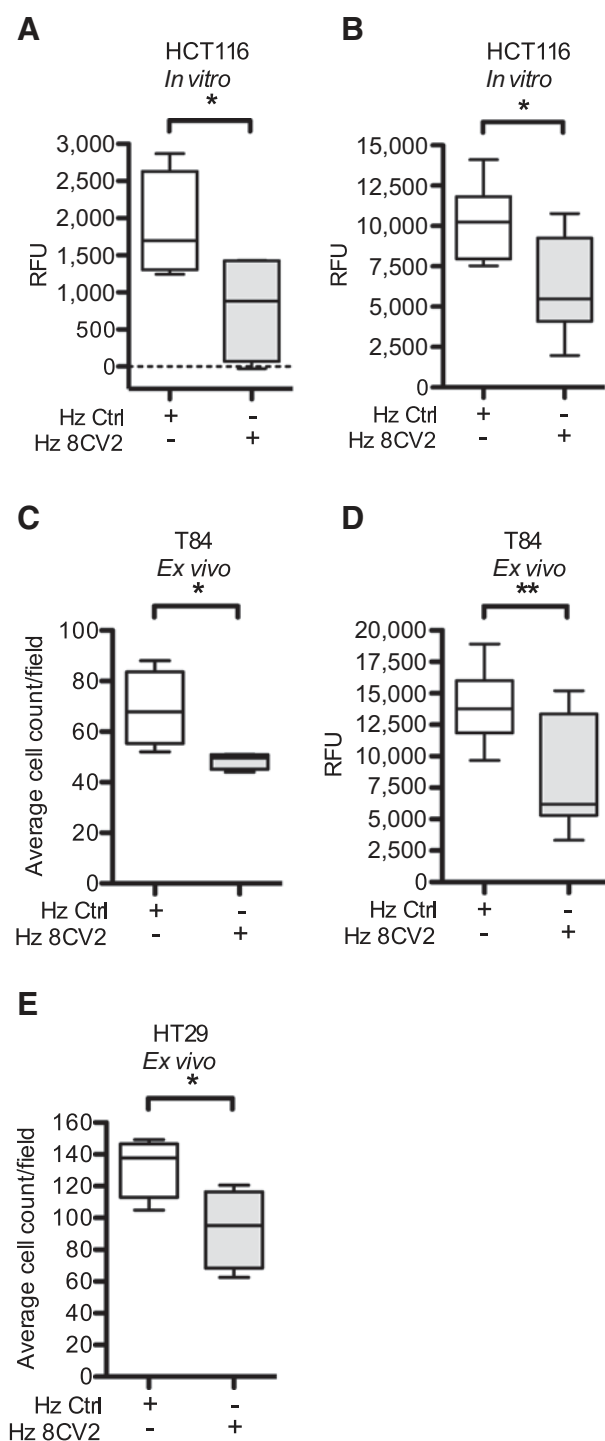 A
HCT116
In vitro
*
3,000
2,500
2,000
1,500
1,000
500
0
RFU
Hz Ctrl + -
Hz 8CV2 - +
B
HCT116
In vitro
*
15,000
12,500
10,000
7,500
5,000
2,500
0
RFU
Hz Ctrl + -
Hz 8CV2 - +
C
T84
Ex vivo
*
100
80
60
40
20
0
Average cell count/field
Hz Ctrl + -
Hz 8CV2 - +
D
T84
Ex vivo
**
20,000
17,500
15,000
12,500
10,000
7,500
5,000
2,500
0
RFU
Hz Ctrl + -
Hz 8CV2 - +
E
HT29
Ex vivo
*
160
140
120
100
80
60
40
20
0
Average cell count/field
Hz Ctrl + -
Hz 8CV2 - +